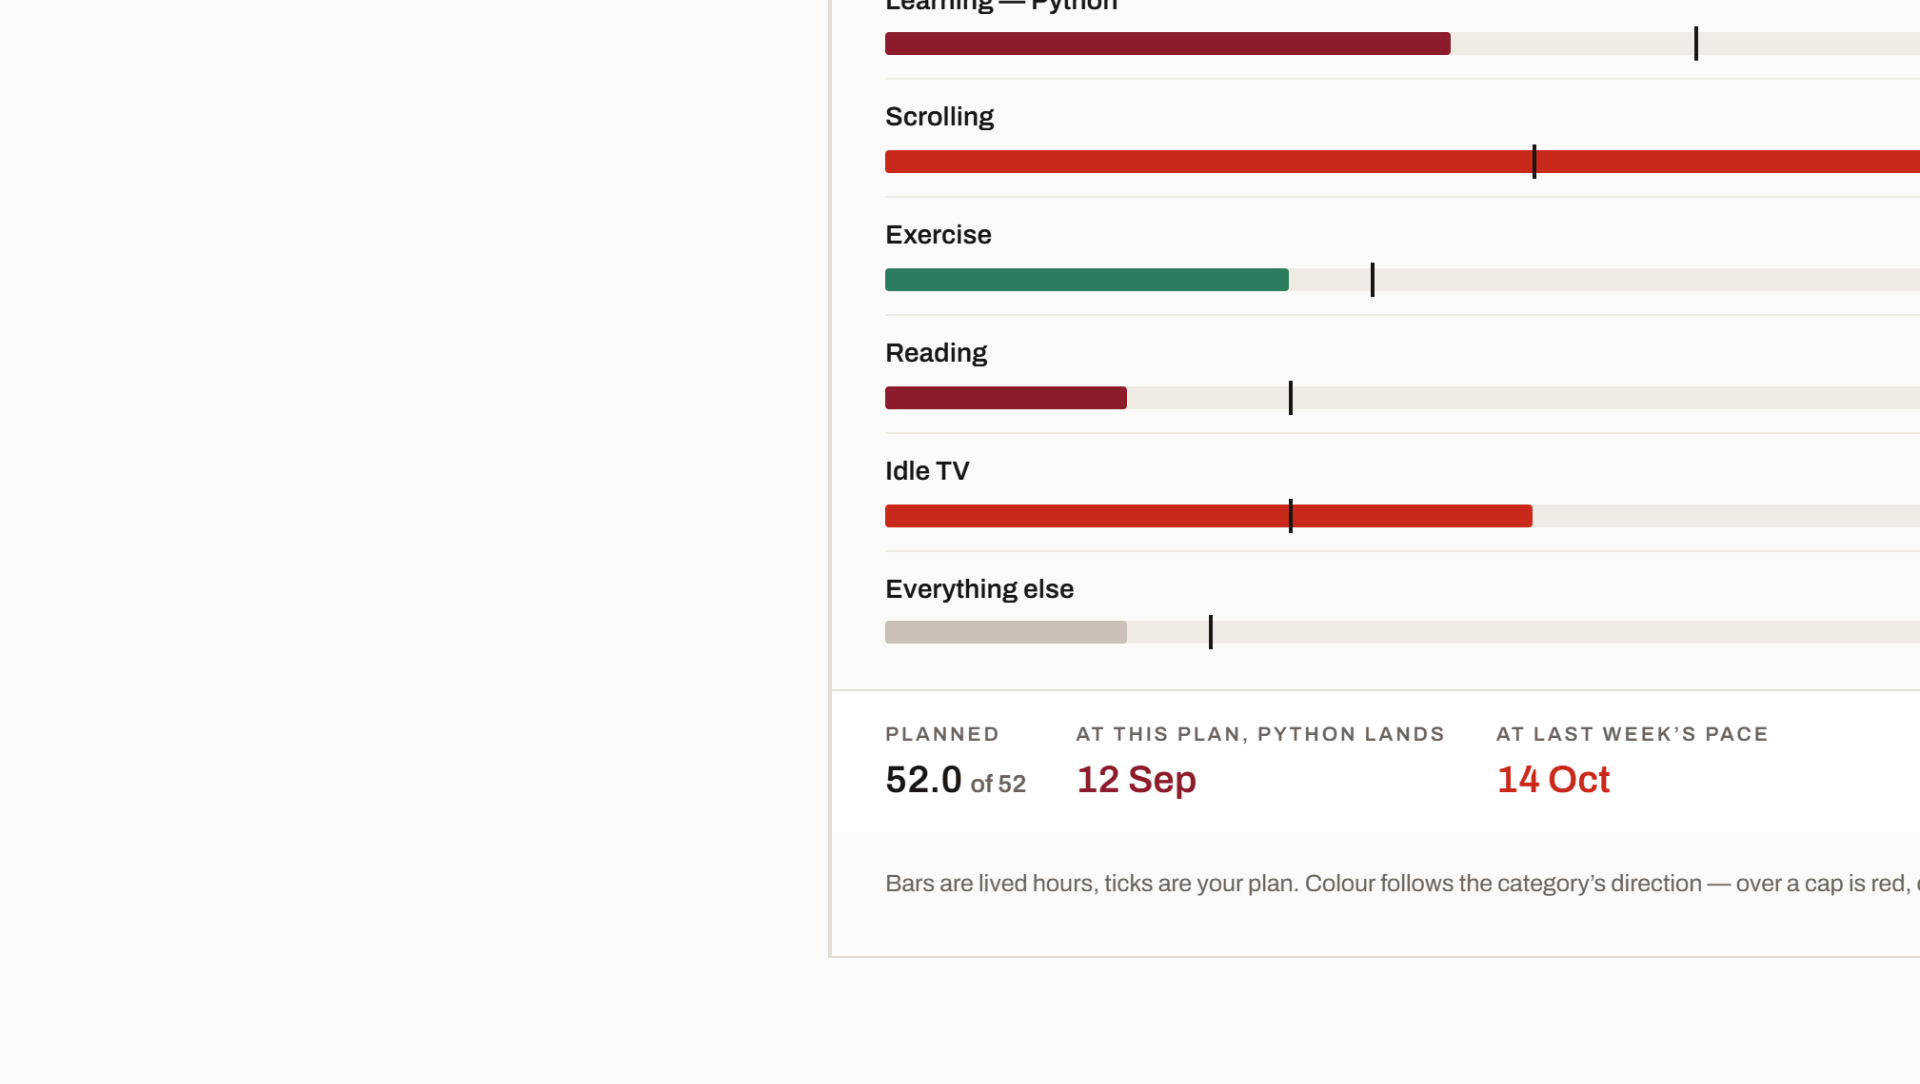 Learning — Python
Scrolling
Exercise
Reading
Idle TV
Everything else
PLANNED AT THIS PLAN, PYTHON LANDS AT LAST WEEK’S PACE
52.0 of 52 12 Sep 14 Oct
Bars are lived hours, ticks are your plan. Colour follows the category’s direction — over a cap is red,